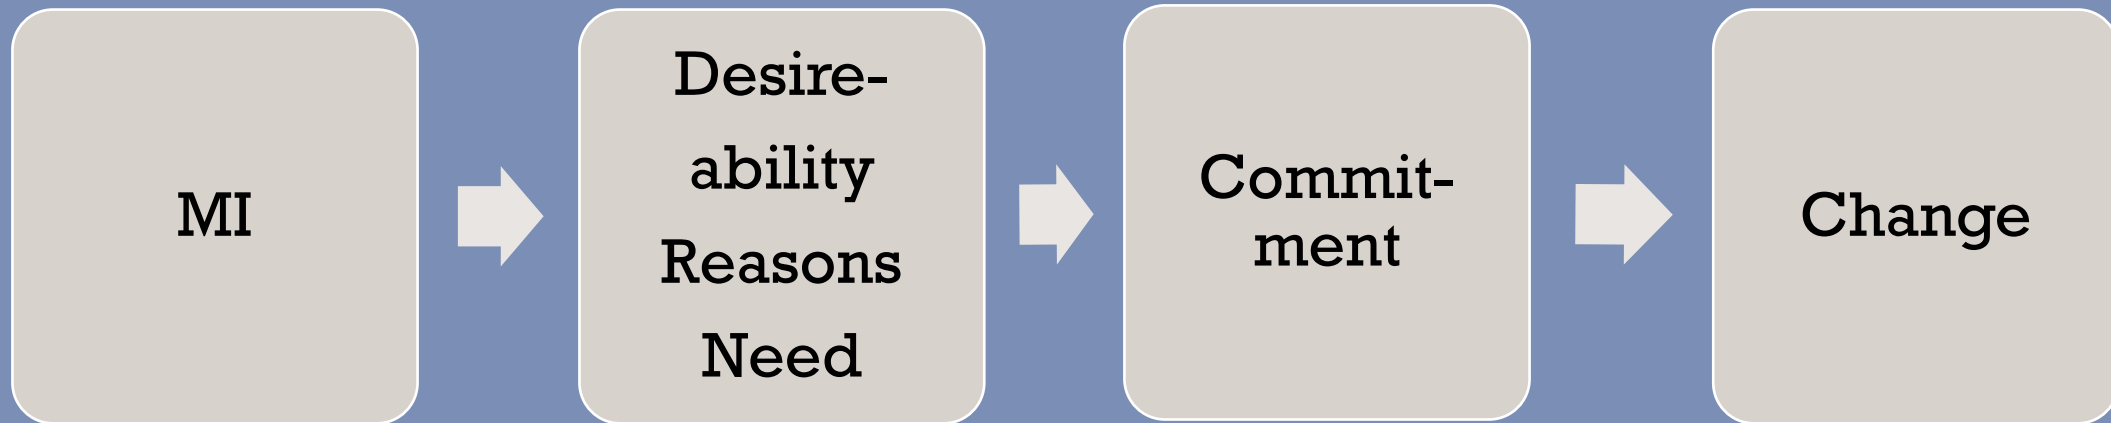 MI
Desire-
ability
Reasons
Need
Commit-
ment
Change